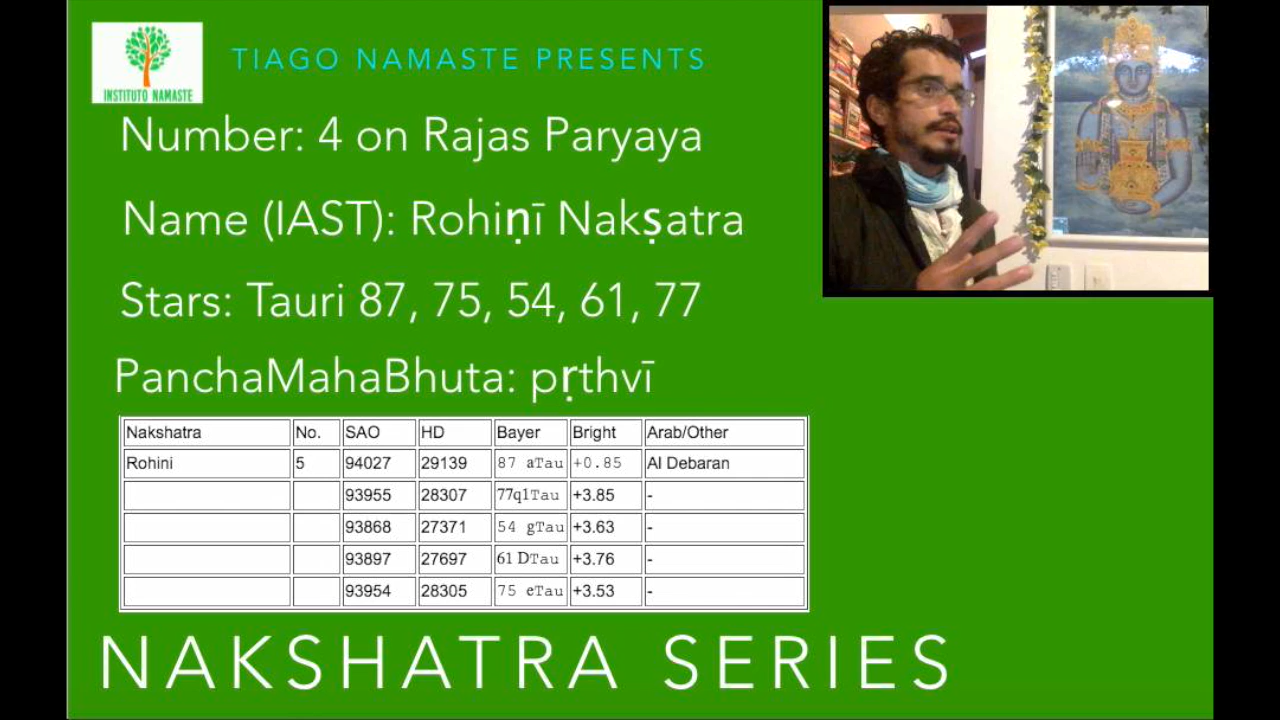 INSTITUTO NAMASTE
TIAGO NAMASTE PRESENTS
Number: 4 on Rajas Paryaya
Name (IAST): Rohiṇī Nakṣatra
Stars: Tauri 87, 75, 54, 61, 77
PanchaMahaBhuta: pṛthvī
Nakshatra No. SAO HD Bayer Bright Arab/Other
Rohini 5 94027 29139 87 aTau +0.85 Al Debaran
93955 28307 77q1Tau +3.85 -
93868 27371 54 gTau +3.63 -
93897 27697 61 DTau +3.76 -
93954 28305 75 eTau +3.53 -
NAKSHATRA SERIES